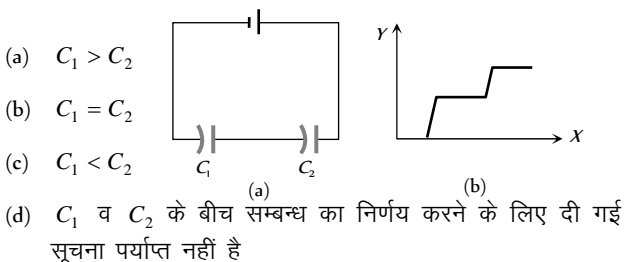 (a) C₁ > C₂
(b) C₁ = C₂
(c) C₁ < C₂
C₁ C₂
(a)
Y
X
(b)
(d) C₁ व C₂ के बीच सम्बन्ध का निर्णय करने के लिए दी गई
सूचना पर्याप्त नहीं है